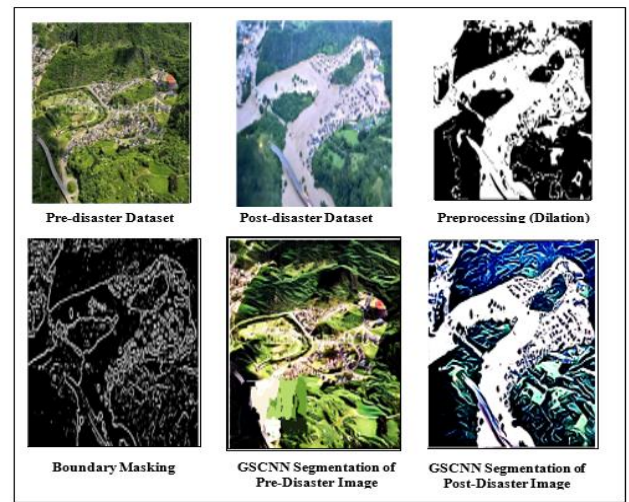 Pre-disaster Dataset
Post-disaster Dataset
Preprocessing (Dilation)
Boundary Masking
GSCNN Segmentation of
Pre-Disaster Image
GSCNN Segmentation of
Post-Disaster Image